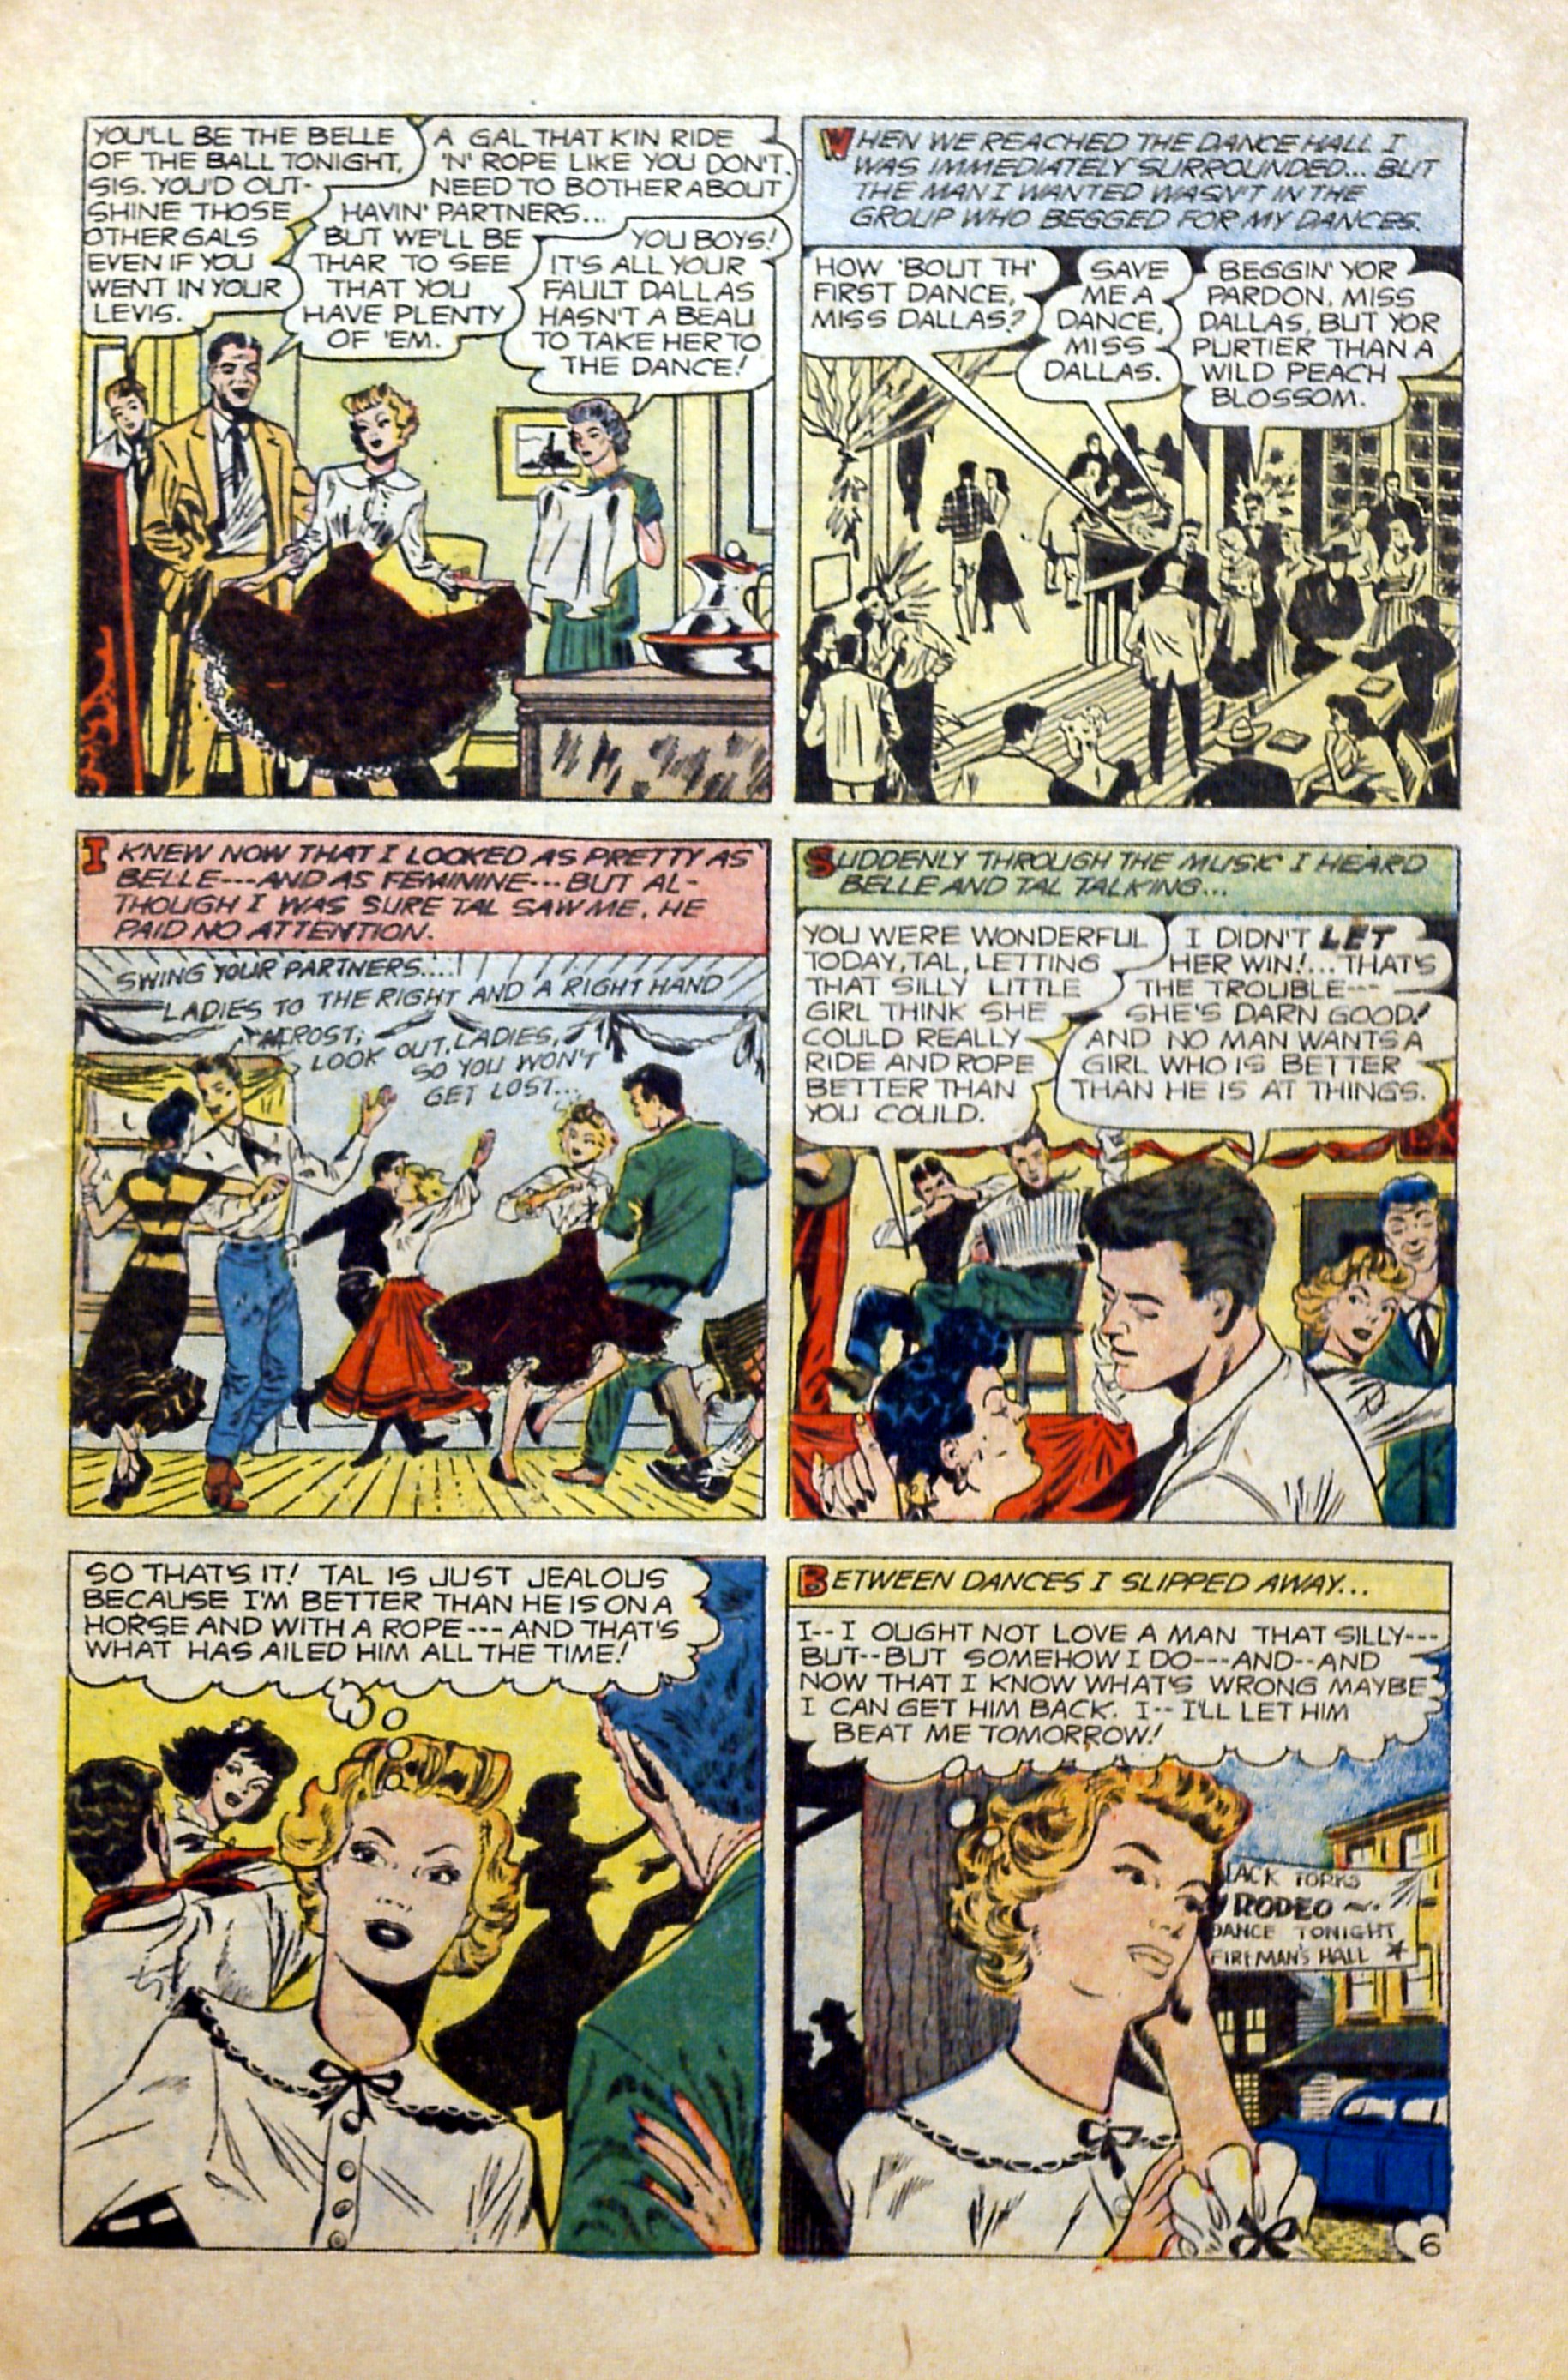 YOU'LL BE THE BELLE
OF THE BALL TONIGHT,
SIS. YOU'D OUT-
SHINE THOSE
OTHER GALS
EVEN IF YOU
WENT IN YOUR
LEVIS.
A GAL THAT KIN RIDE
'N' ROPE LIKE YOU DON'T
NEED TO BOTHER ABOUT
HAVIN' PARTNERS...
BUT WE'LL BE
THAR TO SEE
THAT YOU
HAVE PLENTY
OF 'EM.
YOU BOYS!
IT'S ALL YOUR
FAULT DALLAS
HASN'T A BEAU
TO TAKE HER TO
THE DANCE!
WHEN WE REACHED THE DANCE HALL I
WAS IMMEDIATELY SURROUNDED... BUT
THE MAN I WANTED WASN'T IN THE
GROUP WHO BEGGED FOR MY DANCES.
HOW 'BOUT TH'
FIRST DANCE,
MISS DALLAS?
SAVE
ME A
DANCE,
MISS
DALLAS.
BEGGIN' YOR
PARDON, MISS
DALLAS, BUT YOR
PURTIER THAN A
WILD PEACH
BLOSSOM.
I KNEW NOW THAT I LOOKED AS PRETTY AS
BELLE---AND AS FEMININE---BUT AL-
THOUGH I WAS SURE TAL SAW ME, HE
PAID NO ATTENTION.
SWING YOUR PARTNERS....
LADIES TO THE RIGHT AND A RIGHT HAND
ACROST;
LOOK OUT, LADIES,
SO YOU WON'T
GET LOST...
SUDDENLY THROUGH THE MUSIC I HEARD
BELLE AND TAL TALKING...
YOU WERE WONDERFUL
TODAY, TAL, LETTING
THAT SILLY LITTLE
GIRL THINK SHE
COULD REALLY
RIDE AND ROPE
BETTER THAN
YOU COULD.
I DIDN'T LET
HER WIN!... THAT'S
THE TROUBLE---
SHE'S DARN GOOD!
AND NO MAN WANTS A
GIRL WHO IS BETTER
THAN HE IS AT THINGS.
SO THAT'S IT! TAL IS JUST JEALOUS
BECAUSE I'M BETTER THAN HE IS ON A
HORSE AND WITH A ROPE---AND THAT'S
WHAT HAS AILED HIM ALL THE TIME!
BETWEEN DANCES I SLIPPED AWAY...
I--I OUGHT NOT LOVE A MAN THAT SILLY---
BUT--BUT SOMEHOW I DO---AND--AND
NOW THAT I KNOW WHAT'S WRONG MAYBE
I CAN GET HIM BACK. I--I'LL LET HIM
BEAT ME TOMORROW!
LACK FORKS
RODEO
DANCE TONIGHT
FIREMAN'S HALL
6